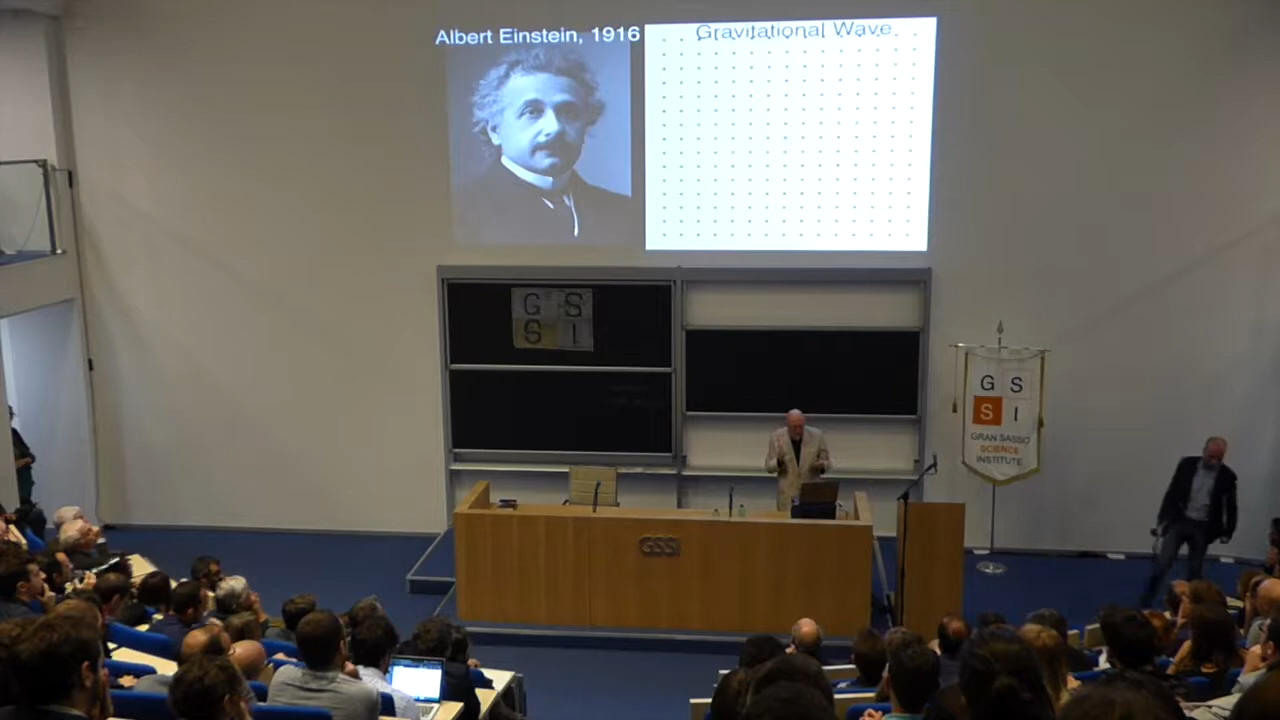 Albert Einstein, 1916
Gravitational Wave
G S
S I
G S
S I
GRAN SASSO
SCIENCE
INSTITUTE
GSSI